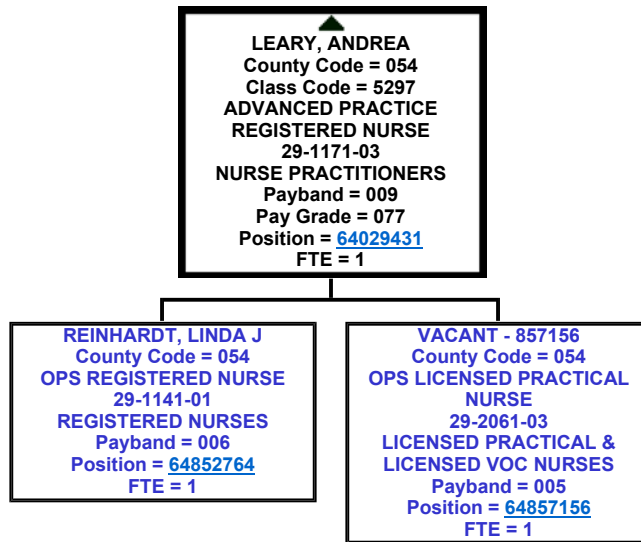 LEARY, ANDREA
County Code = 054
Class Code = 5297
ADVANCED PRACTICE
REGISTERED NURSE
29-1171-03
NURSE PRACTITIONERS
Payband = 009
Pay Grade = 077
Position = 64029431
FTE = 1
REINHARDT, LINDA J
County Code = 054
OPS REGISTERED NURSE
29-1141-01
REGISTERED NURSES
Payband = 006
Position = 64852764
FTE = 1
VACANT - 857156
County Code = 054
OPS LICENSED PRACTICAL
NURSE
29-2061-03
LICENSED PRACTICAL &
LICENSED VOC NURSES
Payband = 005
Position = 64857156
FTE = 1